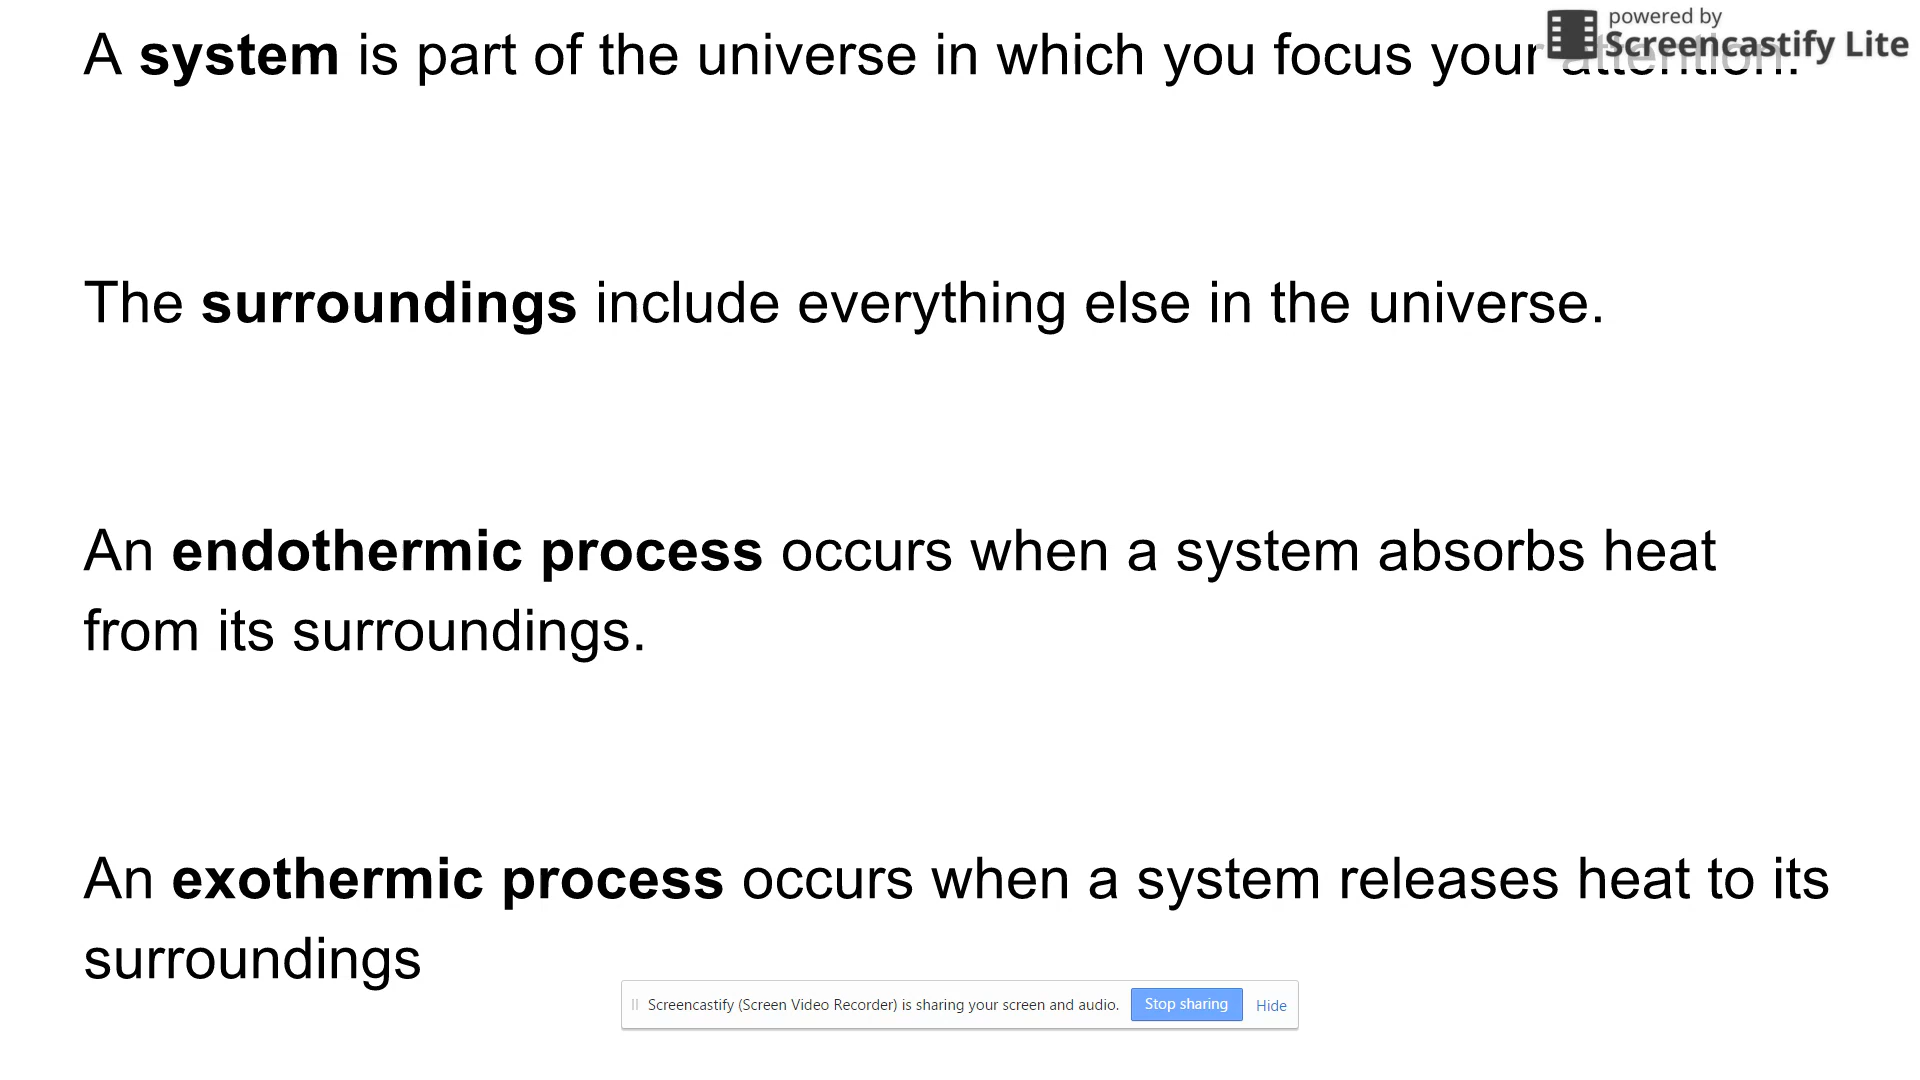 powered by
Screencastify Lite
A system is part of the universe in which you focus your attention.
The surroundings include everything else in the universe.
An endothermic process occurs when a system absorbs heat
from its surroundings.
An exothermic process occurs when a system releases heat to its
surroundings
Screencastify (Screen Video Recorder) is sharing your screen and audio. Stop sharing Hide